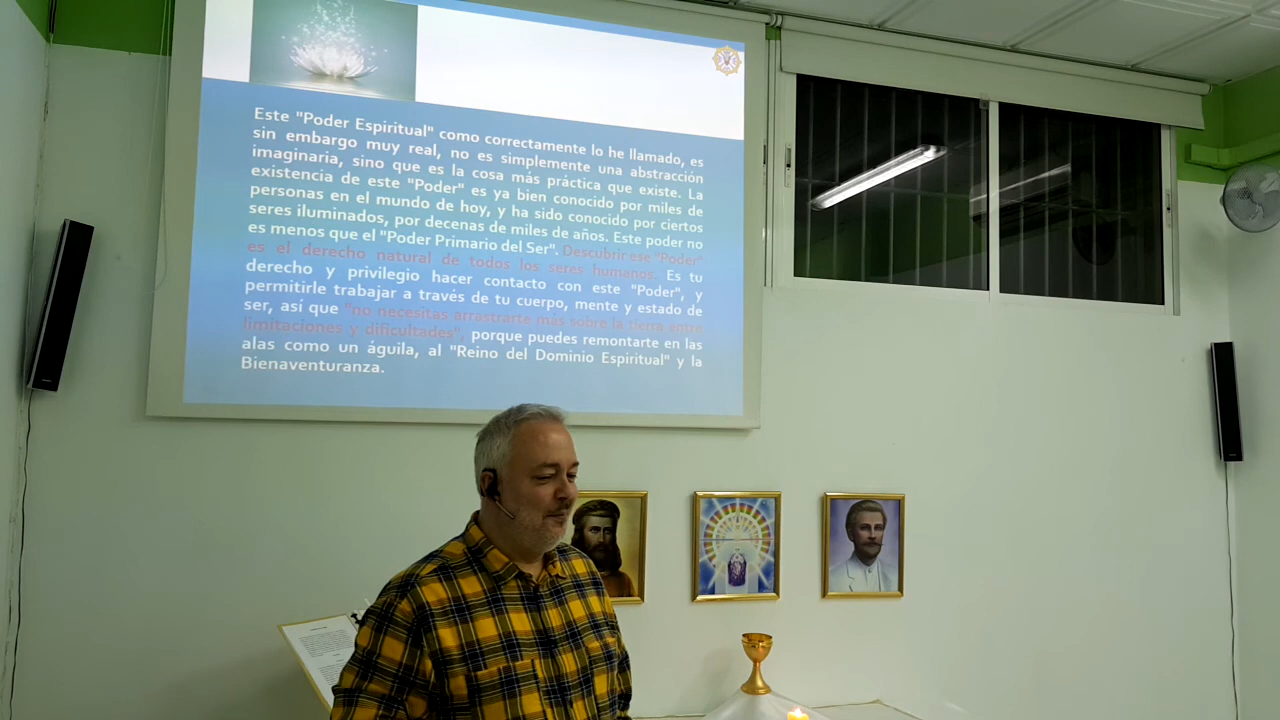 Este "Poder Espiritual" como correctamente lo he llamado, es
sin embargo muy real, no es simplemente una abstracción
imaginaria, sino que es la cosa más práctica que existe. La
existencia de este "Poder" es ya bien conocido por miles de
personas en el mundo de hoy, y ha sido conocido por ciertos
seres iluminados, por decenas de miles de años. Este poder no
es menos que el "Poder Primario del Ser". Descubrir ese "Poder"
es el derecho natural de todos los seres humanos. Es tu
derecho y privilegio hacer contacto con este "Poder", y
permitirle trabajar a través de tu cuerpo, mente y estado de
ser, así que "no necesitas arrastrarte más sobre la tierra entre
limitaciones y dificultades", porque puedes remontarte en las
alas como un águila, al "Reino del Dominio Espiritual" y la
Bienaventuranza.